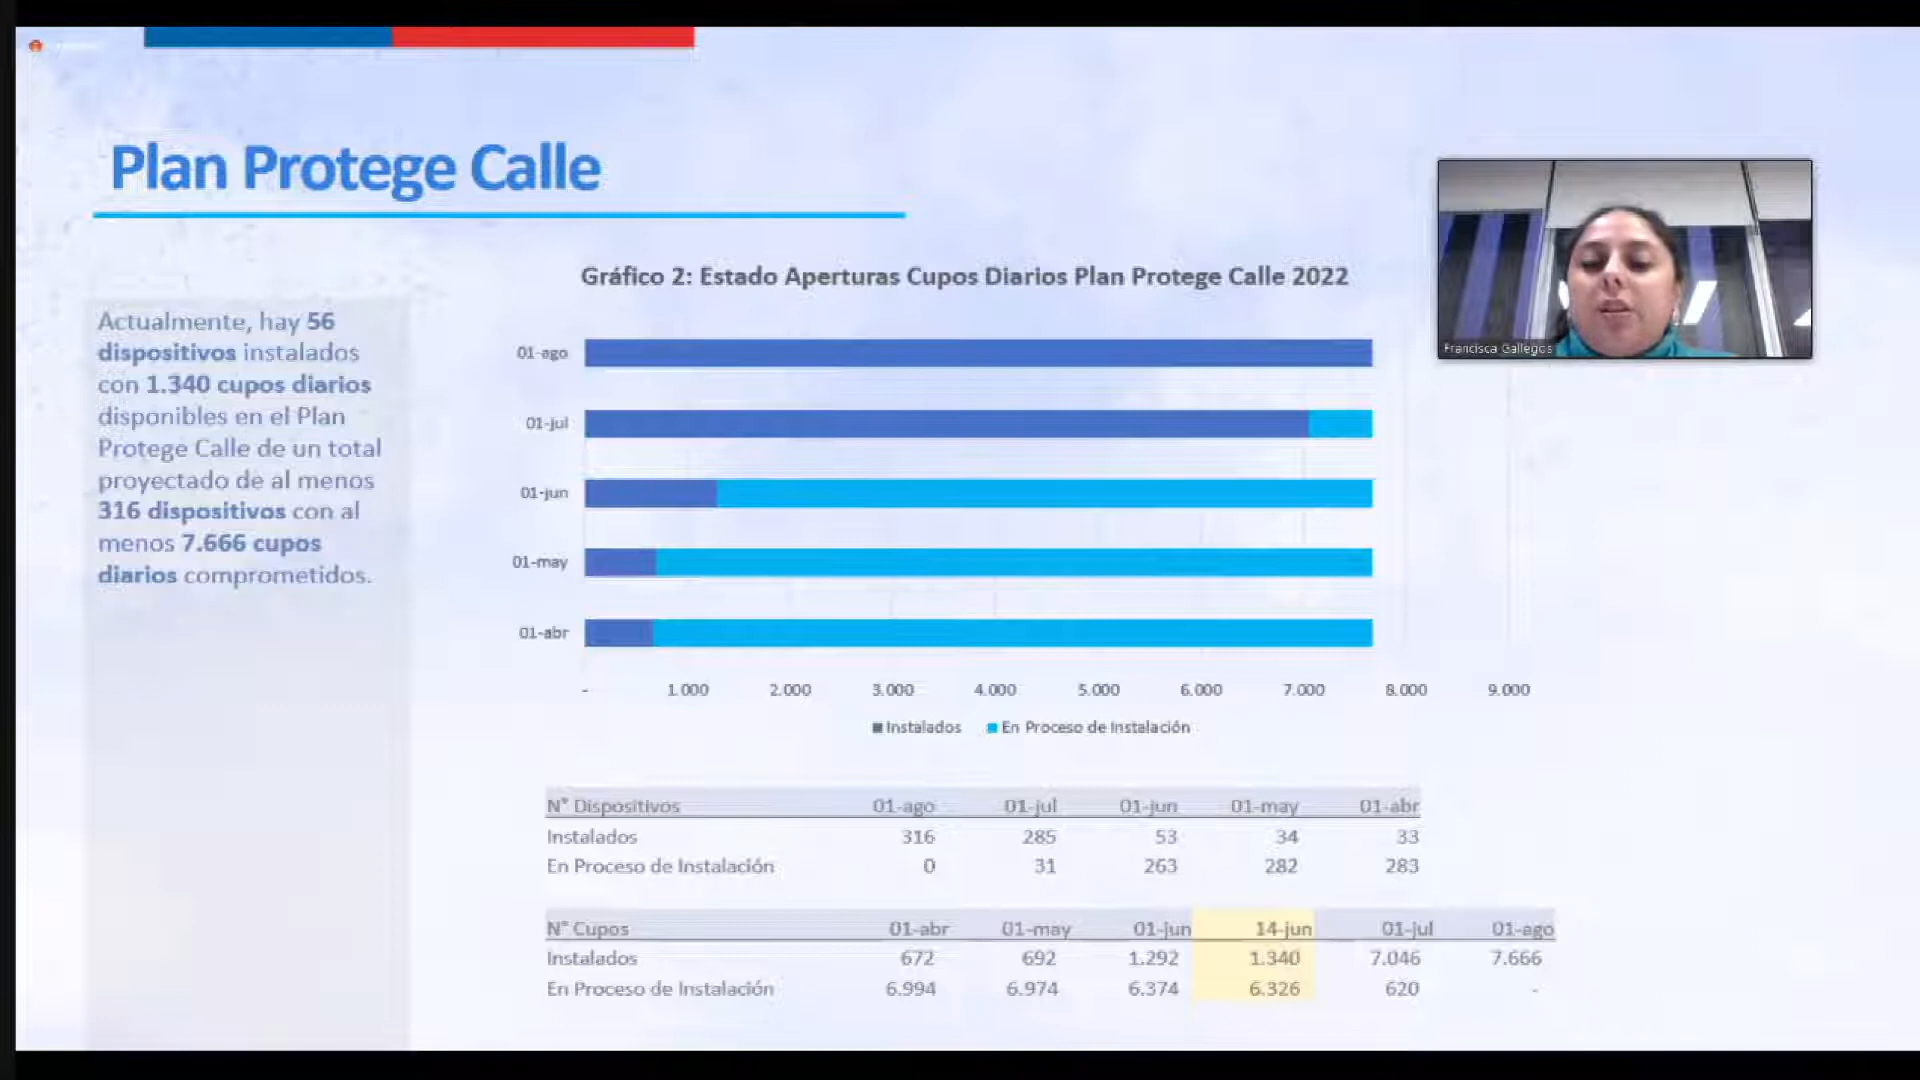 Plan Protege Calle
Actualmente, hay 56
dispositivos instalados
con 1.340 cupos diarios
disponibles en el Plan
Protege Calle de un total
proyectado de al menos
316 dispositivos con al
menos 7.666 cupos
diarios comprometidos.
Gráfico 2: Estado Aperturas Cupos Diarios Plan Protege Calle 2022
01-ago
01-jul
01-jun
01-may
01-abr
- 1.000 2.000 3.000 4.000 5.000 6.000 7.000 8.000 9.000
Instalados En Proceso de Instalación
Francisca Gallegos
N° Dispositivos 01-ago 01-jul 01-jun 01-may 01-abr
Instalados 316 285 53 34 33
En Proceso de Instalación 0 31 263 282 283
N° Cupos 01-abr 01-may 01-jun 14-jun 01-jul 01-ago
Instalados 672 692 1.292 1.340 7.046 7.666
En Proceso de Instalación 6.994 6.974 6.374 6.326 620 -